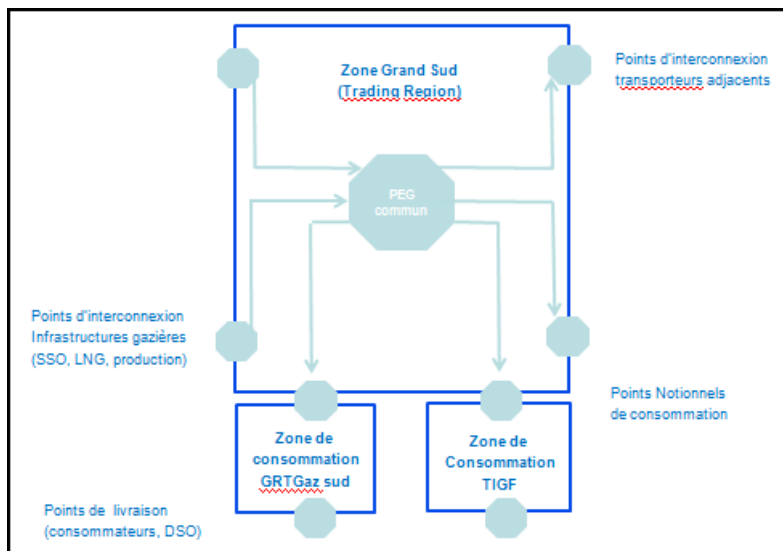 Zone Grand Sud
(Trading Region)
Points d'interconnexion
transporteurs adjacents
PEG
commun
Points d'interconnexion
Infrastructures gazières
(SSO, LNG, production)
Points Notionnels
de consommation
Zone de
consommation
GRTGaz sud
Zone de
Consommation
TIGF
Points de livraison
(consommateurs, DSO)